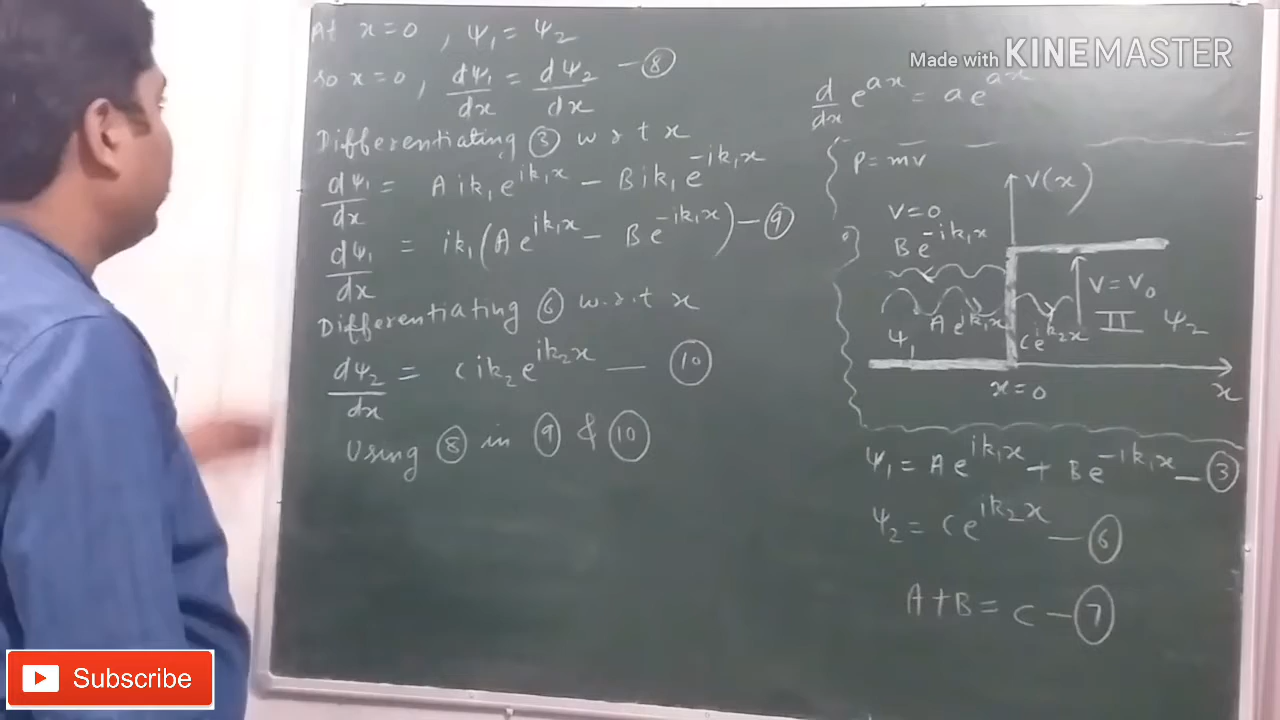 At x=0, ψ₁ = ψ₂
so x=0, dψ₁/dx = dψ₂/dx — ⑧
Differentiating ③ w.r.t x
dψ₁/dx = A ik₁ e^{ik₁x} − B ik₁ e^{-ik₁x}
dψ₁/dx = ik₁(A e^{ik₁x} − B e^{-ik₁x}) — ⑨
Differentiating ⑥ w.r.t x
dψ₂/dx = C ik₂ e^{ik₂x} — ⑩
Using ⑧ in ⑨ & ⑩
Made with KINEMASTER
d/dx e^{ax} = a e^{ax}
P = mv
V(x)
V=0
B e^{-ik₁x}
V = V₀
A e^{ik₁x}
II ψ₂
ψ₁
C e^{ik₂x}
x=0
x
ψ₁ = A e^{ik₁x} + B e^{-ik₁x} — ③
ψ₂ = C e^{ik₂x} — ⑥
A+B = C — ⑦
Subscribe